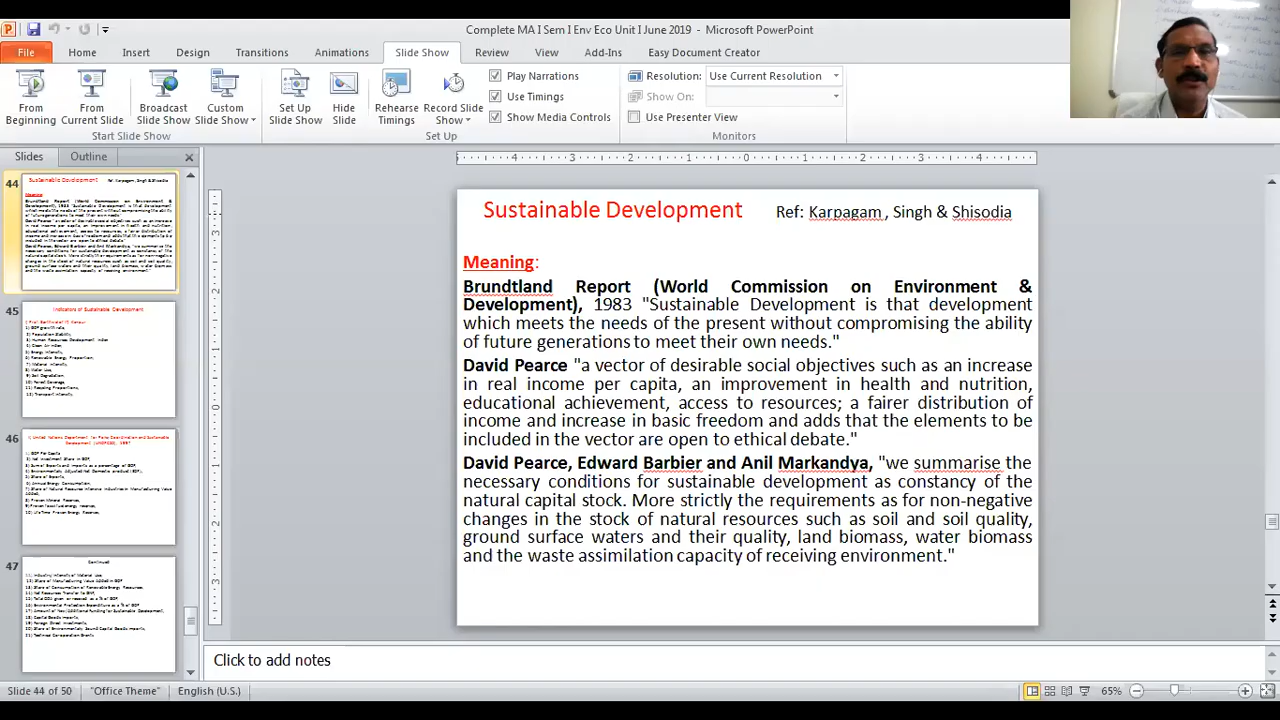 Complete MA I Sem I Env Eco Unit I June 2019 - Microsoft PowerPoint
File Home Insert Design Transitions Animations Slide Show Review View Add-Ins Easy Document Creator
From Beginning
From Current Slide
Broadcast Slide Show
Custom Slide Show
Set Up Slide Show
Hide Slide
Rehearse Timings
Record Slide Show
Play Narrations
Use Timings
Show Media Controls
Resolution: Use Current Resolution
Show On:
Use Presenter View
Start Slide Show
Set Up
Monitors
Slides Outline
44
45
46
47
Sustainable Development Ref: Karpagam , Singh & Shisodia
Meaning:
Brundtland Report (World Commission on Environment &
Development), 1983 "Sustainable Development is that development
which meets the needs of the present without compromising the ability
of future generations to meet their own needs."
David Pearce "a vector of desirable social objectives such as an increase
in real income per capita, an improvement in health and nutrition,
educational achievement, access to resources; a fairer distribution of
income and increase in basic freedom and adds that the elements to be
included in the vector are open to ethical debate."
David Pearce, Edward Barbier and Anil Markandya, "we summarise the
necessary conditions for sustainable development as constancy of the
natural capital stock. More strictly the requirements as for non-negative
changes in the stock of natural resources such as soil and soil quality,
ground surface waters and their quality, land biomass, water biomass
and the waste assimilation capacity of receiving environment."
Click to add notes
Slide 44 of 50 "Office Theme" English (U.S.) 65%